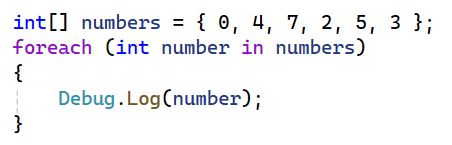 int[] numbers = { 0, 4, 7, 2, 5, 3 };
foreach (int number in numbers)
{
    Debug.Log(number);
}